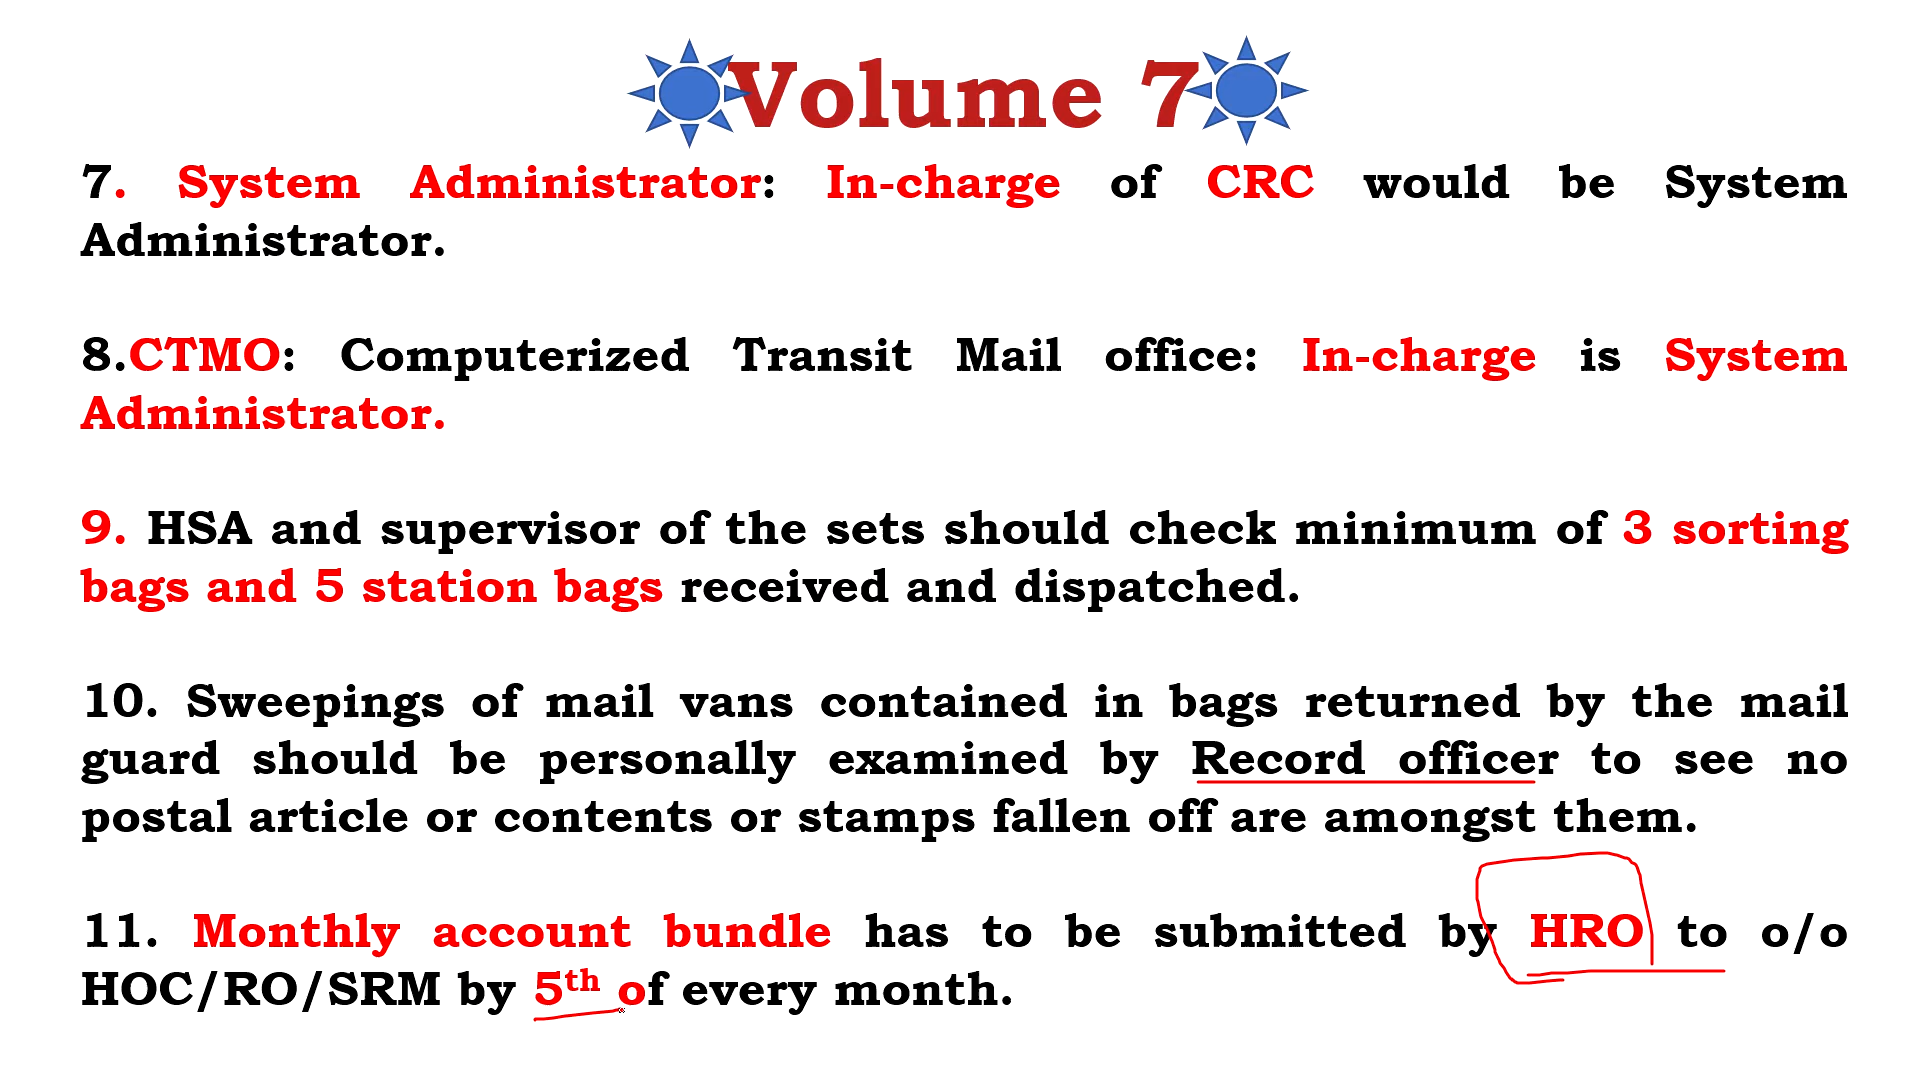 Volume 7
7. System Administrator: In-charge of CRC would be System
Administrator.
8.CTMO: Computerized Transit Mail office: In-charge is System
Administrator.
9. HSA and supervisor of the sets should check minimum of 3 sorting
bags and 5 station bags received and dispatched.
10. Sweepings of mail vans contained in bags returned by the mail
guard should be personally examined by Record officer to see no
postal article or contents or stamps fallen off are amongst them.
11. Monthly account bundle has to be submitted by HRO to o/o
HOC/RO/SRM by 5th of every month.